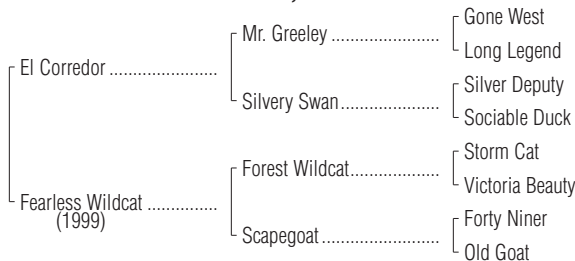 Gone West
Mr. Greeley ......................
Long Legend
El Corredor ......................
Silver Deputy
Silvery Swan....................
Sociable Duck
Storm Cat
Forest Wildcat..................
Victoria Beauty
Fearless Wildcat ..............
(1999)
Forty Niner
Scapegoat........................
Old Goat